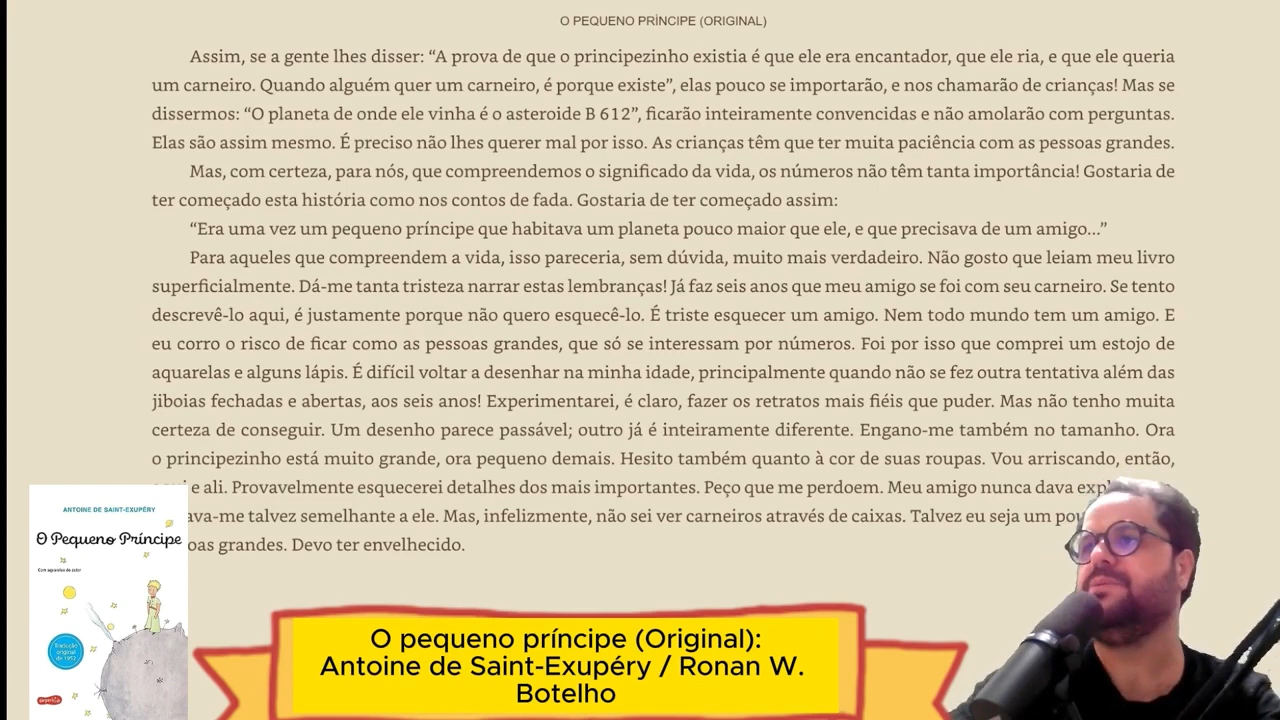 O PEQUENO PRÍNCIPE (ORIGINAL)
Assim, se a gente lhes disser: “A prova de que o principezinho existia é que ele era encantador, que ele ria, e que ele queria
um carneiro. Quando alguém quer um carneiro, é porque existe”, elas pouco se importarão, e nos chamarão de crianças! Mas se
dissermos: “O planeta de onde ele vinha é o asteroide B 612”, ficarão inteiramente convencidas e não amolarão com perguntas.
Elas são assim mesmo. É preciso não lhes querer mal por isso. As crianças têm que ter muita paciência com as pessoas grandes.
Mas, com certeza, para nós, que compreendemos o significado da vida, os números não têm tanta importância! Gostaria de
ter começado esta história como nos contos de fada. Gostaria de ter começado assim:
“Era uma vez um pequeno príncipe que habitava um planeta pouco maior que ele, e que precisava de um amigo...”
Para aqueles que compreendem a vida, isso pareceria, sem dúvida, muito mais verdadeiro. Não gosto que leiam meu livro
superficialmente. Dá-me tanta tristeza narrar estas lembranças! Já faz seis anos que meu amigo se foi com seu carneiro. Se tento
descrevê-lo aqui, é justamente porque não quero esquecê-lo. É triste esquecer um amigo. Nem todo mundo tem um amigo. E
eu corro o risco de ficar como as pessoas grandes, que só se interessam por números. Foi por isso que comprei um estojo de
aquarelas e alguns lápis. É difícil voltar a desenhar na minha idade, principalmente quando não se fez outra tentativa além das
jiboias fechadas e abertas, aos seis anos! Experimentarei, é claro, fazer os retratos mais fiéis que puder. Mas não tenho muita
certeza de conseguir. Um desenho parece passável; outro já é inteiramente diferente. Engano-me também no tamanho. Ora
o principezinho está muito grande, ora pequeno demais. Hesito também quanto à cor de suas roupas. Vou arriscando, então,
e ali. Provavelmente esquecerei detalhes dos mais importantes. Peço que me perdoem. Meu amigo nunca dava
ava-me talvez semelhante a ele. Mas, infelizmente, não sei ver carneiros através de caixas. Talvez eu seja um
oas grandes. Devo ter envelhecido.
ANTOINE DE SAINT-EXUPÉRY
O Pequeno Príncipe
Com aquarelas do autor
Tradução
original
de 1952
O pequeno príncipe (Original):
Antoine de Saint-Exupéry / Ronan W.
Botelho